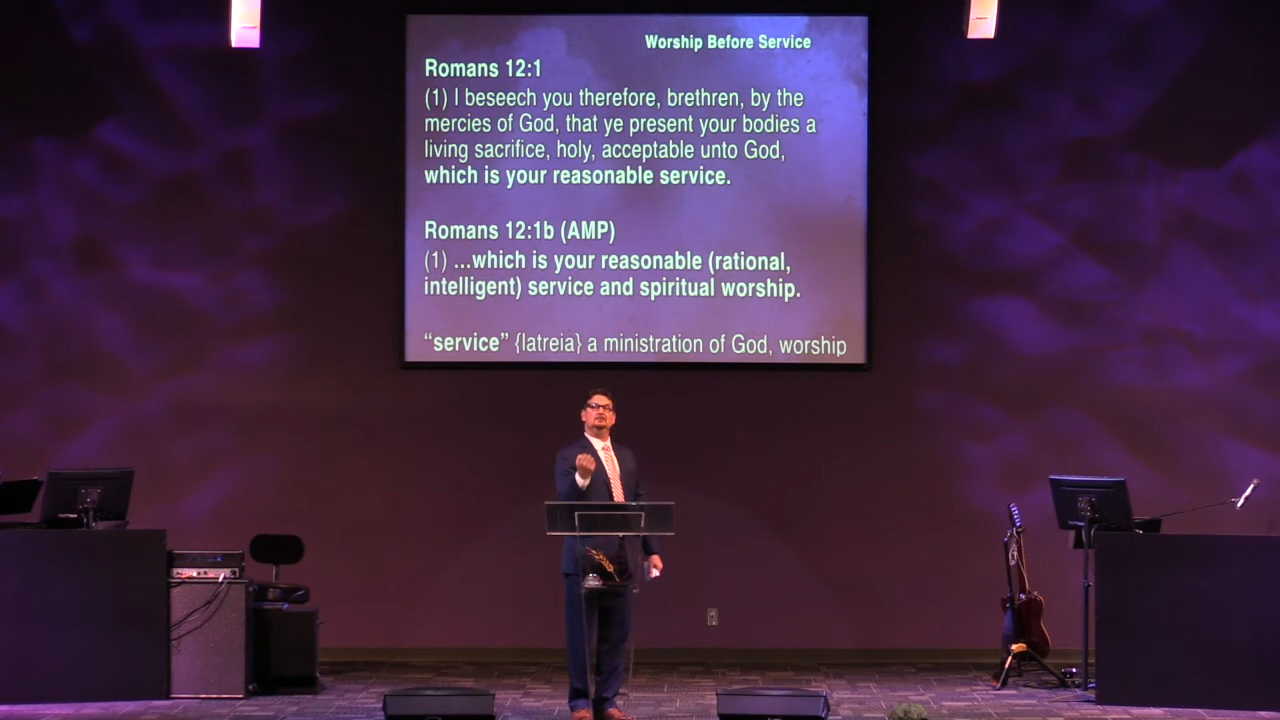 Worship Before Service
Romans 12:1
(1) I beseech you therefore, brethren, by the
mercies of God, that ye present your bodies a
living sacrifice, holy, acceptable unto God,
which is your reasonable service.
Romans 12:1b (AMP)
(1) ...which is your reasonable (rational,
intelligent) service and spiritual worship.
“service” {latreia} a ministration of God, worship